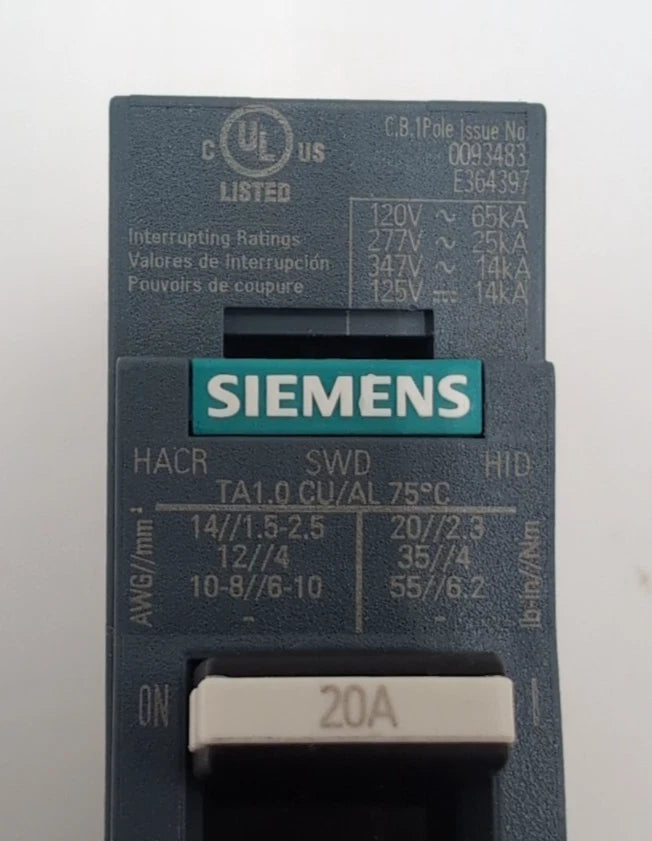 C UL US
LISTED
C.B.1Pole Issue No
0093483
E364397
Interrupting Ratings
Valores de Interrupción
Pouvoirs de coupure
120V ~ 65kA
277V ~ 25kA
347V ~ 14kA
125V ⎓ 14kA
SIEMENS
HACR SWD HID
TA1.0 CU/AL 75°C
AWG//mm²
14//1.5-2.5 20//2.3
12//4 35//4
10-8//6-10 55//6.2
- -
lb-in//Nm
ON 20A I